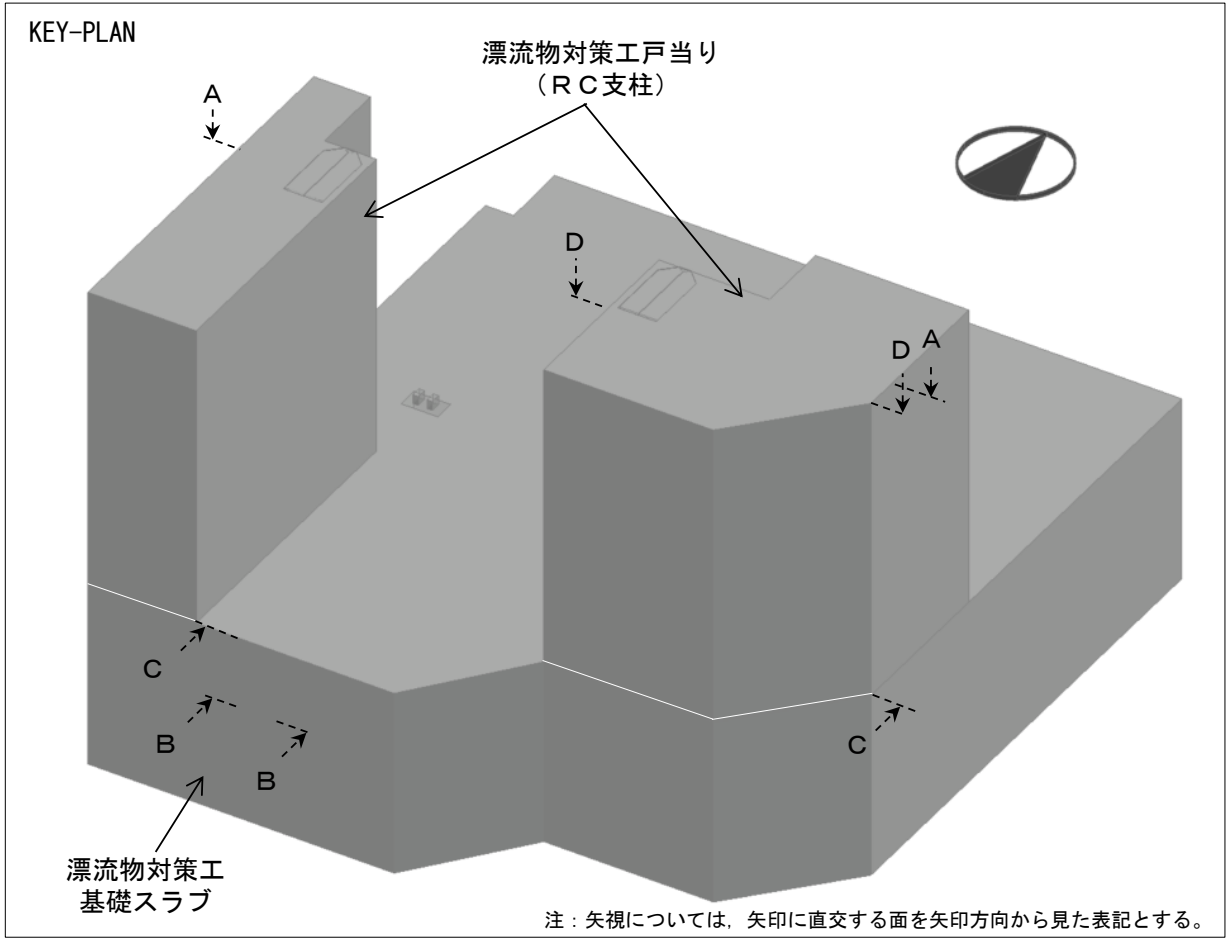 KEY-PLAN
漂流物対策工戸当り
（ＲＣ支柱）
A
D
D
A
C
B
B
C
漂流物対策工
基礎スラブ
注：矢視については，矢印に直交する面を矢印方向から見た表記とする。